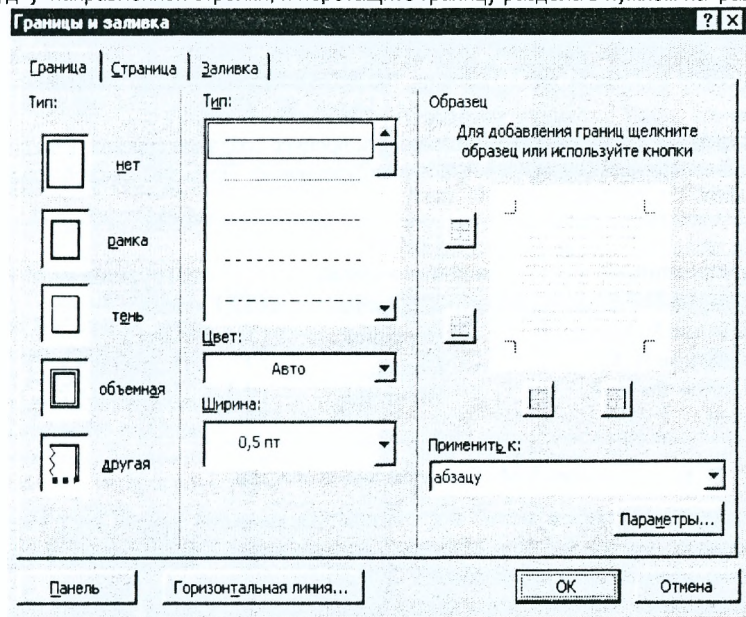 Границы и заливка
Граница Страница Заливка
Тип:
нет
рамка
тень
объемная
другая
Тип:
Цвет:
Авто
Ширина:
0,5 пт
Образец
Для добавления границ щелкните
образец или используйте кнопки
Применить к:
абзацу
Параметры...
Панель Горизонтальная линия... ОК Отмена